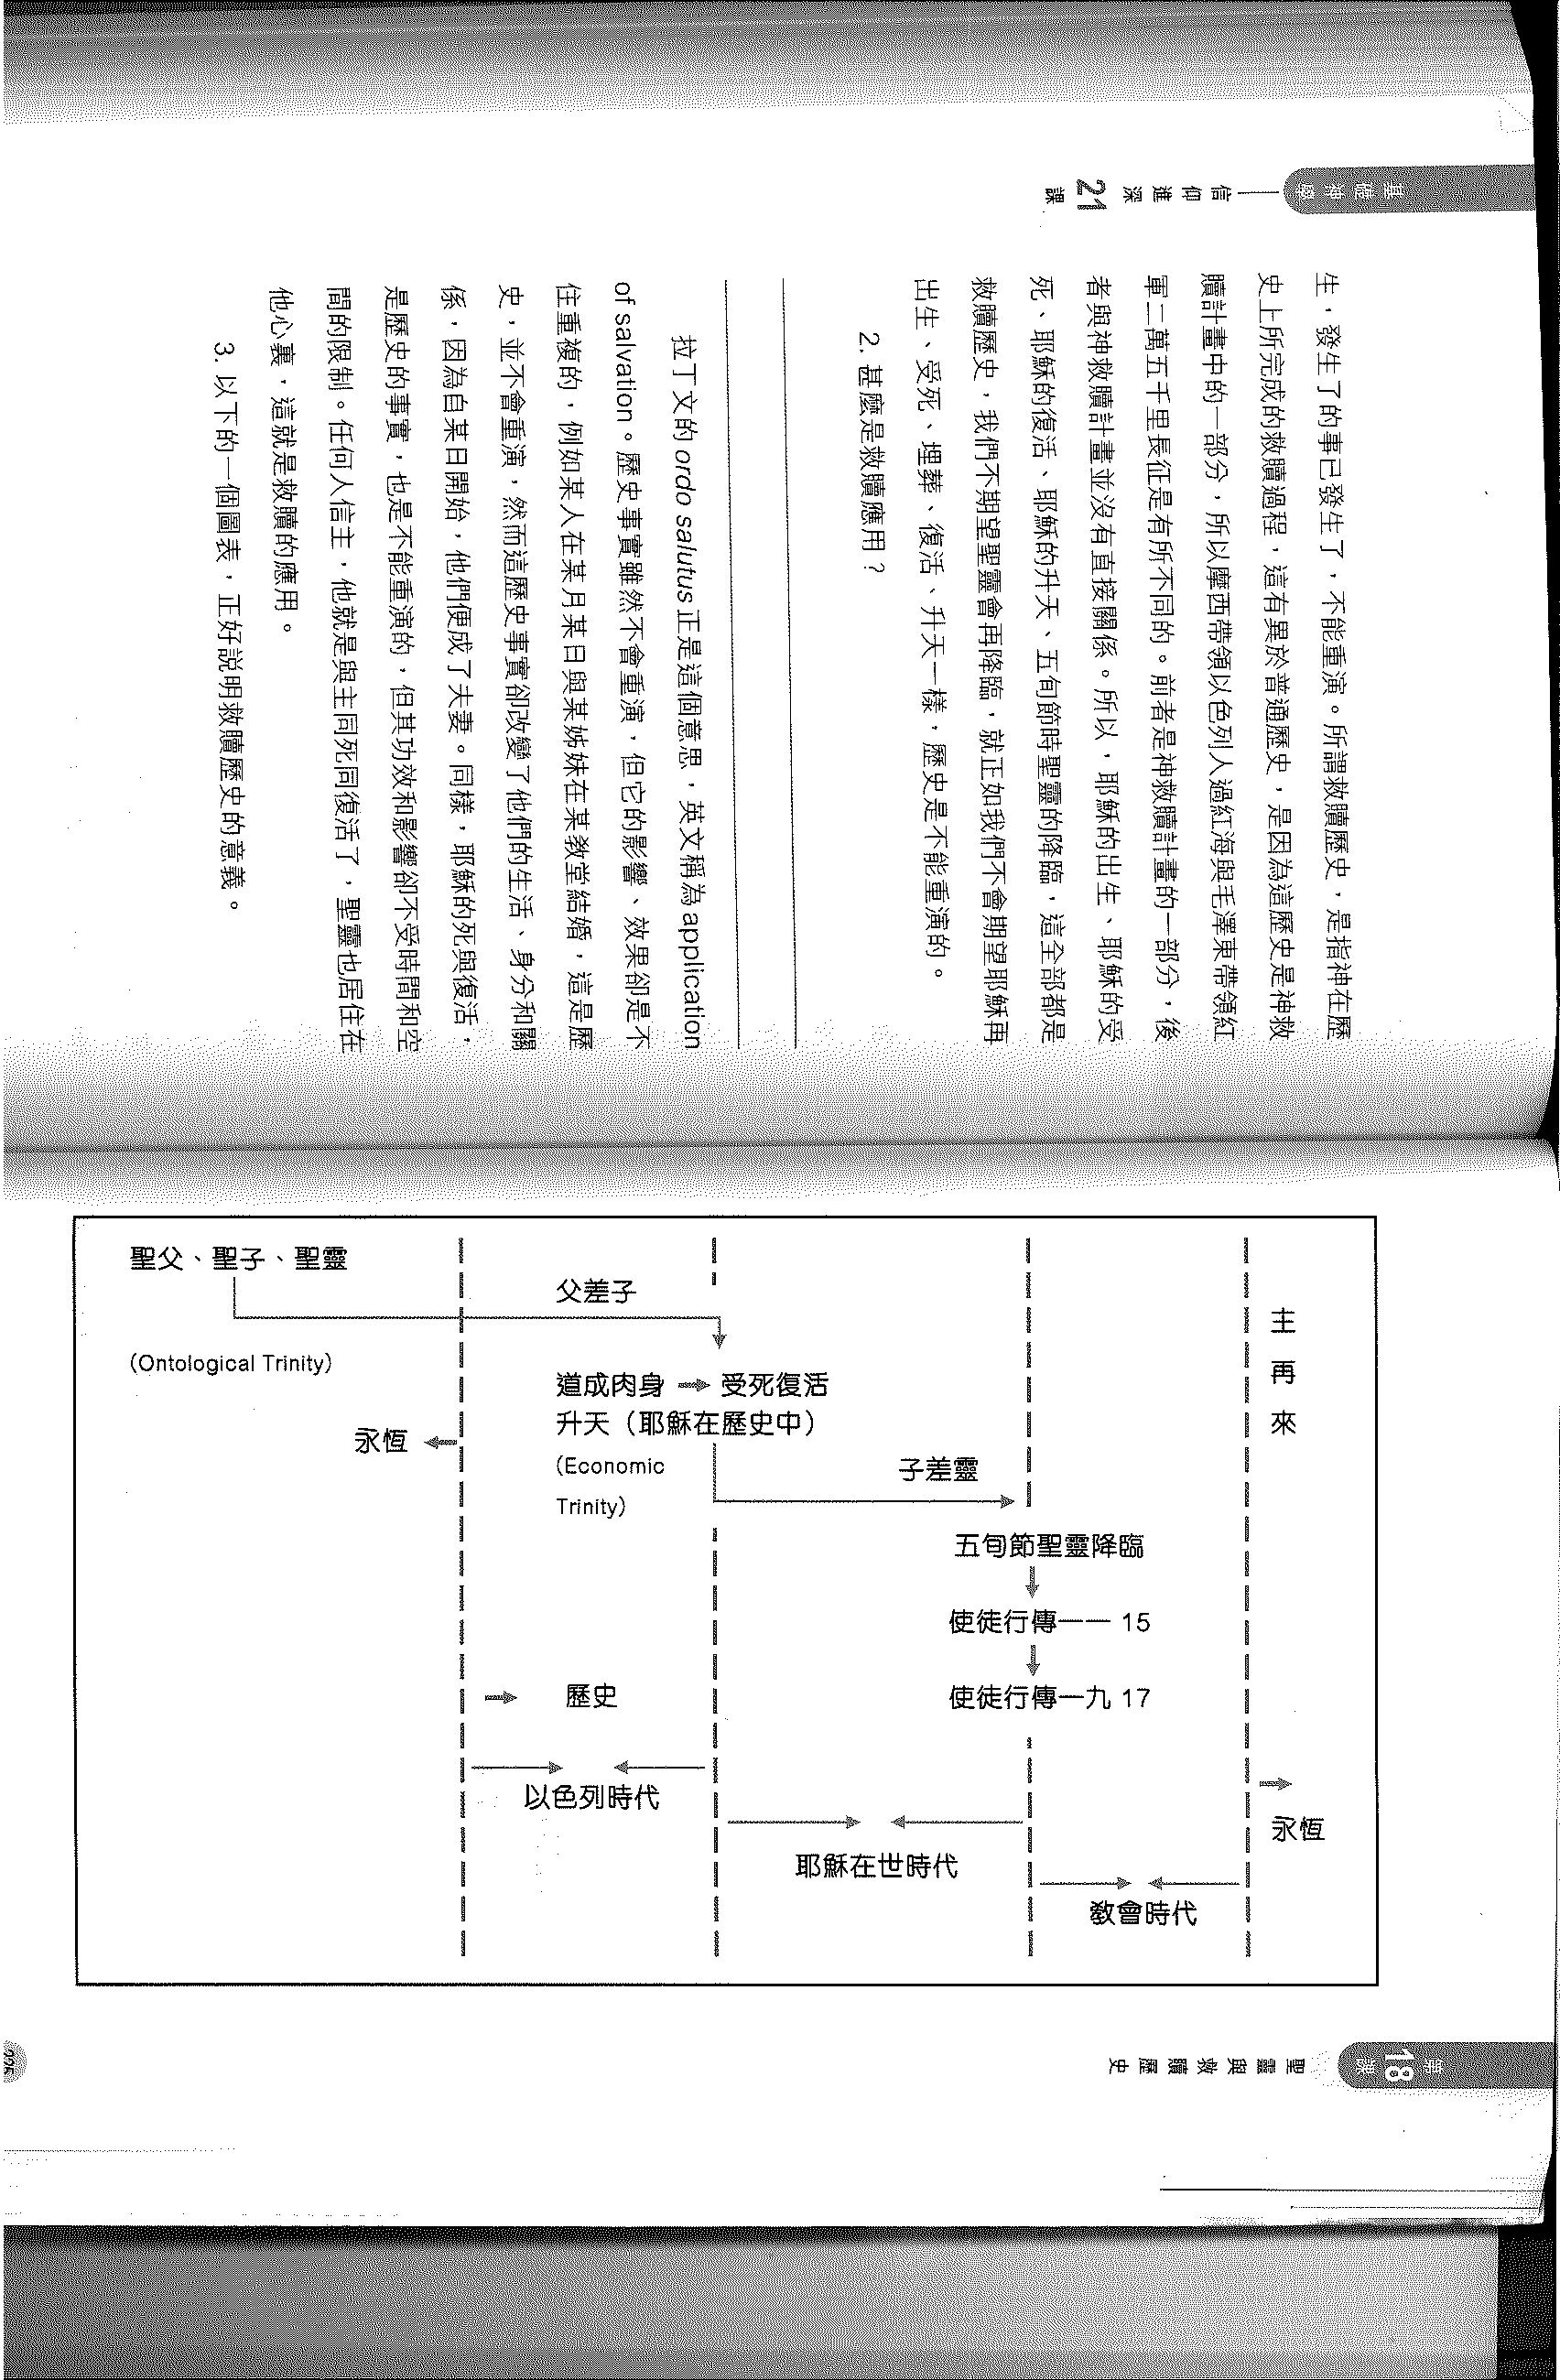 基礎神學
信仰進深
21
課
生，發生了的事已發生了，不能重演。所謂救贖歷史，是指神在歷
史上所完成的救贖過程，這有異於普通歷史，是因為這歷史是神救
贖計畫中的一部分，所以摩西帶領以色列人過紅海與毛澤東帶領紅
軍二萬五千里長征是有所不同的。前者是神救贖計畫的一部分，後
者與神救贖計畫並沒有直接關係。所以，耶穌的出生、耶穌的受
死、耶穌的復活、耶穌的升天、五旬節時聖靈的降臨，這全部都是
救贖歷史，我們不期望聖靈會再降臨，就正如我們不會期望耶穌再
出生、受死、埋葬、復活、升天一樣，歷史是不能重演的。
2. 甚麼是救贖應用？
拉丁文的 ordo salutus 正是這個意思，英文稱為 application
of salvation。歷史事實雖然不會重演，但它的影響、效果卻是不
住重複的，例如某人在某月某日與某姊妹在某教堂結婚，這是歷
史，並不會重演，然而這歷史事實卻改變了他們的生活、身分和關
係，因為自某日開始，他們便成了夫妻。同樣，耶穌的死與復活，
是歷史的事實，也是不能重演的，但其功效和影響卻不受時間和空
間的限制。任何人信主，他就是與主同死同復活了，聖靈也居住在
他心裏，這就是救贖的應用。
3. 以下的一個圖表，正好説明救贖歷史的意義。
聖父、聖子、聖靈
父差子
(Ontological Trinity)
道成肉身 → 受死復活
升天（耶穌在歷史中）
(Economic
Trinity)
永恆 ←
子差靈
主再來
五旬節聖靈降臨
使徒行傳一一 15
使徒行傳一九 17
→ 歷史
以色列時代
耶穌在世時代
教會時代
永恆
第
18
課
聖靈與救贖歷史